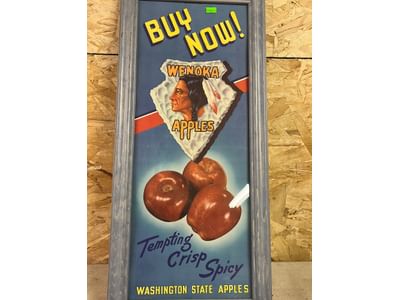 BUY
NOW!
WENOKA
APPLES
Tempting
Crisp
Spicy
WASHINGTON STATE APPLES